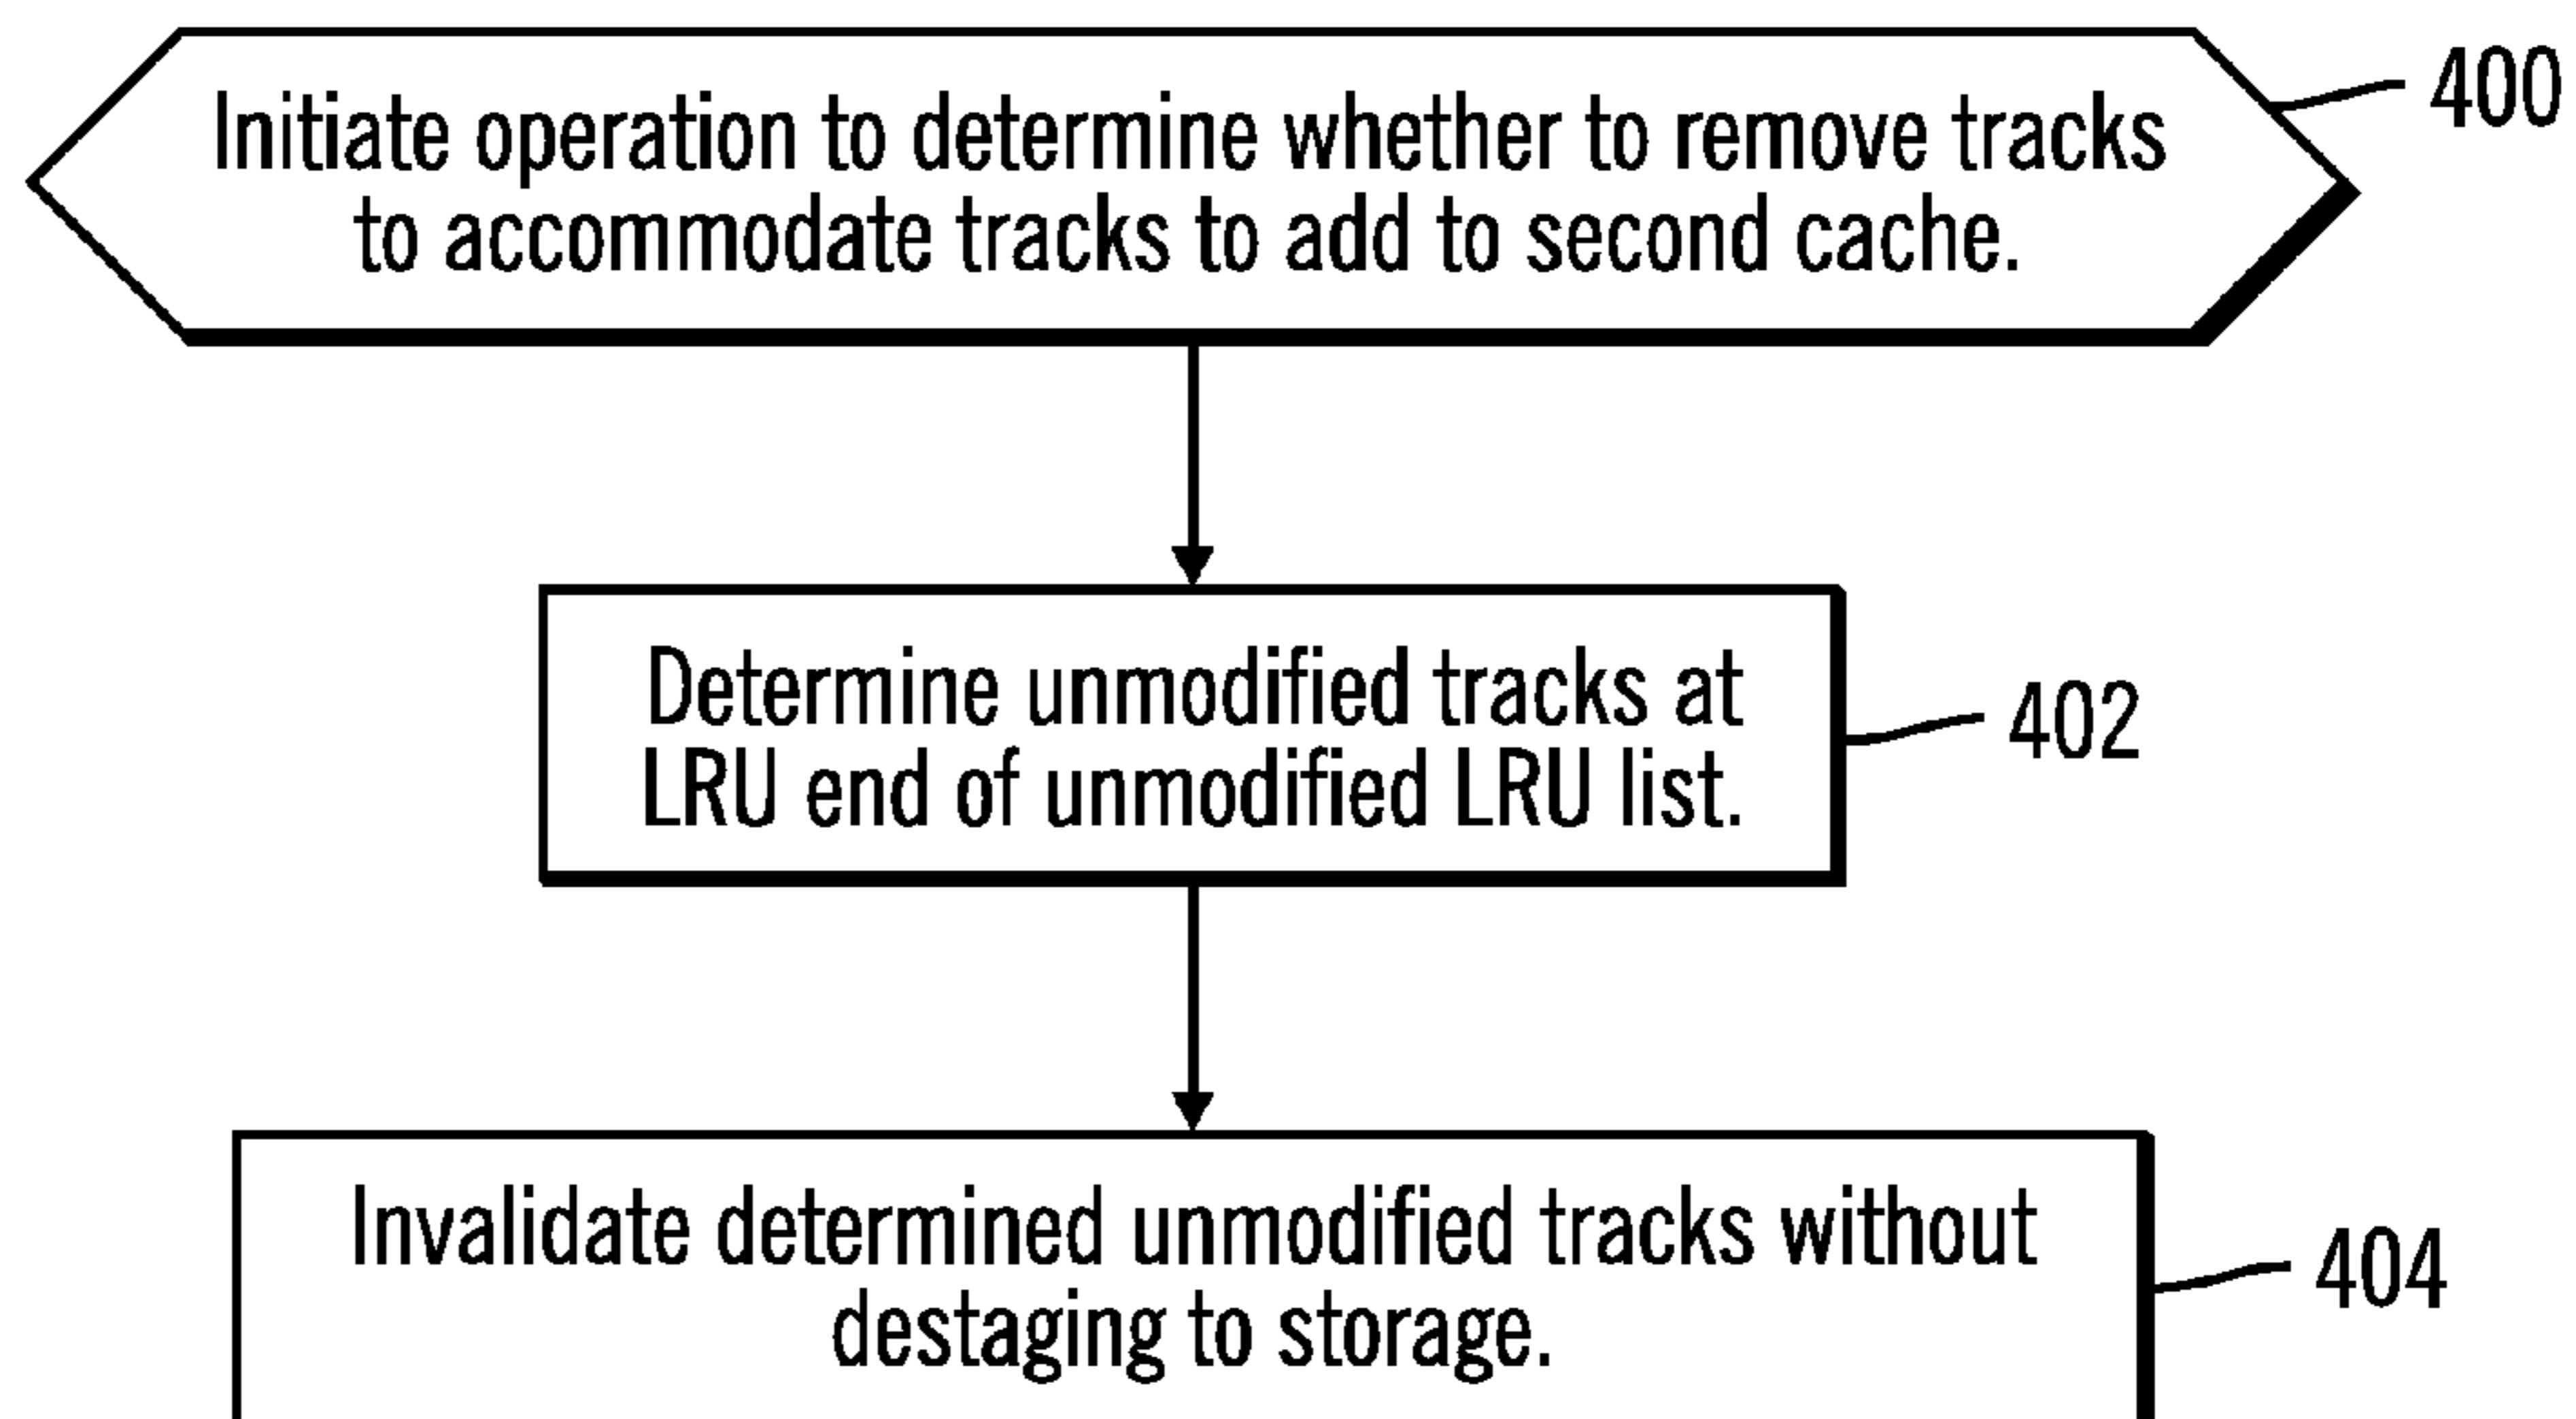 Initiate operation to determine whether to remove tracks
to accommodate tracks to add to second cache.
400
Determine unmodified tracks at
LRU end of unmodified LRU list.
402
Invalidate determined unmodified tracks without
destaging to storage.
404